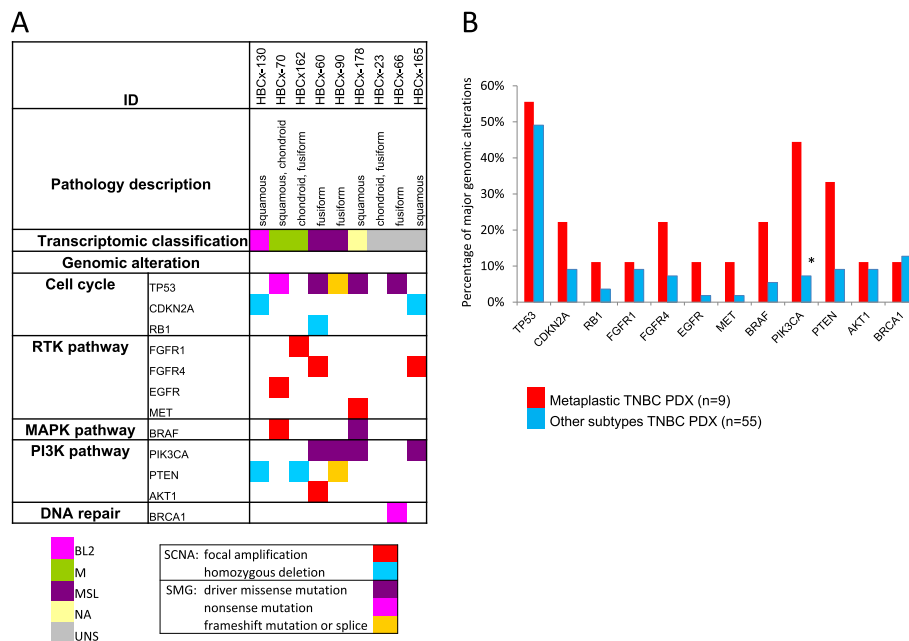 A
ID
HBCx-130
HBCx-70
HBCx162
HBCx-60
HBCx-90
HBCx-178
HBCx-23
HBCx-66
HBCx-165
Pathology description
squamous
squamous, chondroid
chondroid, fusiform
fusiform
fusiform
squamous
chondroid, fusiform
fusiform
squamous
Transcriptomic classification
Genomic alteration
Cell cycle
TP53
CDKN2A
RB1
RTK pathway
FGFR1
FGFR4
EGFR
MET
MAPK pathway
BRAF
PI3K pathway
PIK3CA
PTEN
AKT1
DNA repair
BRCA1
BL2
M
MSL
NA
UNS
SCNA: focal amplification
homozygous deletion
SMG: driver missense mutation
nonsense mutation
frameshift mutation or splice
B
Percentage of major genomic alterations
60%
50%
40%
30%
20%
10%
0%
*
TP53
CDKN2A
RB1
FGFR1
FGFR4
EGFR
MET
BRAF
PIK3CA
PTEN
AKT1
BRCA1
Metaplastic TNBC PDX (n=9)
Other subtypes TNBC PDX (n=55)